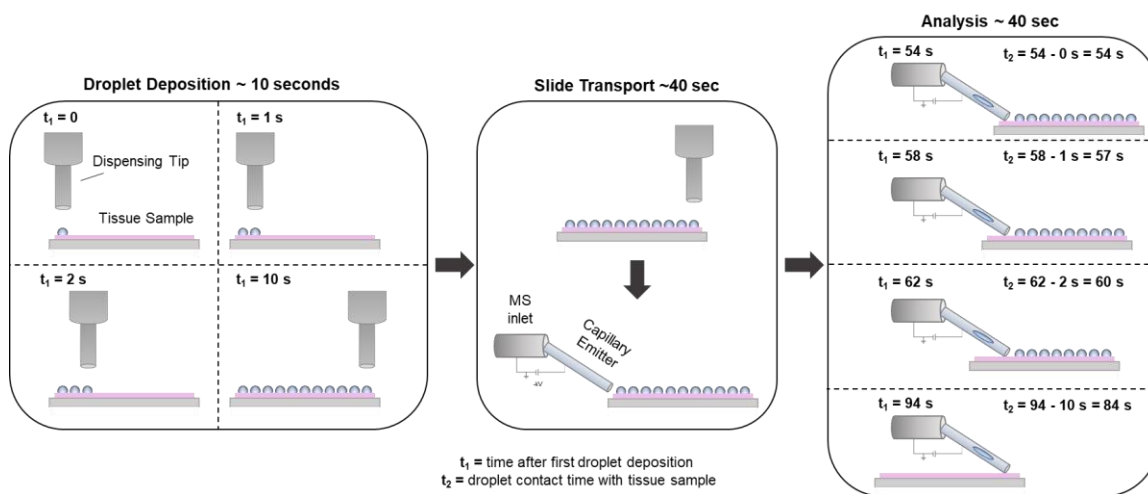 Droplet Deposition ~ 10 seconds
t₁ = 0
Dispensing Tip
Tissue Sample
t₁ = 1 s
t₁ = 2 s
t₁ = 10 s
Slide Transport ~40 sec
MS
inlet
Capillary
Emitter
-kV
t₁ = time after first droplet deposition
t₂ = droplet contact time with tissue sample
Analysis ~ 40 sec
t₁ = 54 s
t₂ = 54 - 0 s = 54 s
t₁ = 58 s
t₂ = 58 - 1 s = 57 s
t₁ = 62 s
t₂ = 62 - 2 s = 60 s
t₁ = 94 s
t₂ = 94 - 10 s = 84 s